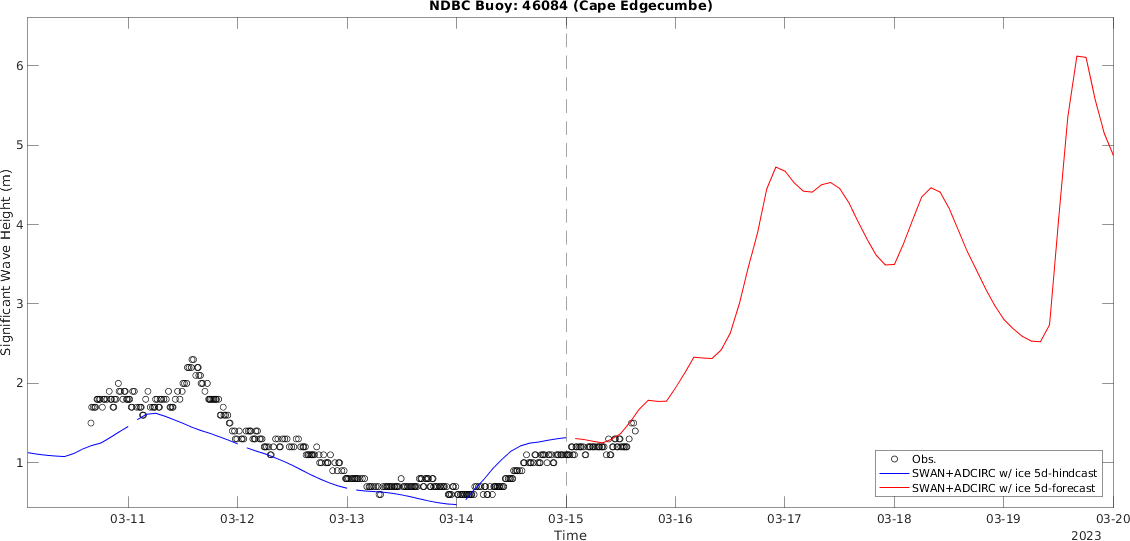 NDBC Buoy: 46084 (Cape Edgecumbe)
Significant Wave Height (m)
6
5
4
3
2
1
03-11 03-12 03-13 03-14 03-15 03-16 03-17 03-18 03-19 03-20
Time
2023
Obs.
SWAN+ADCIRC w/ ice 5d-hindcast
SWAN+ADCIRC w/ ice 5d-forecast